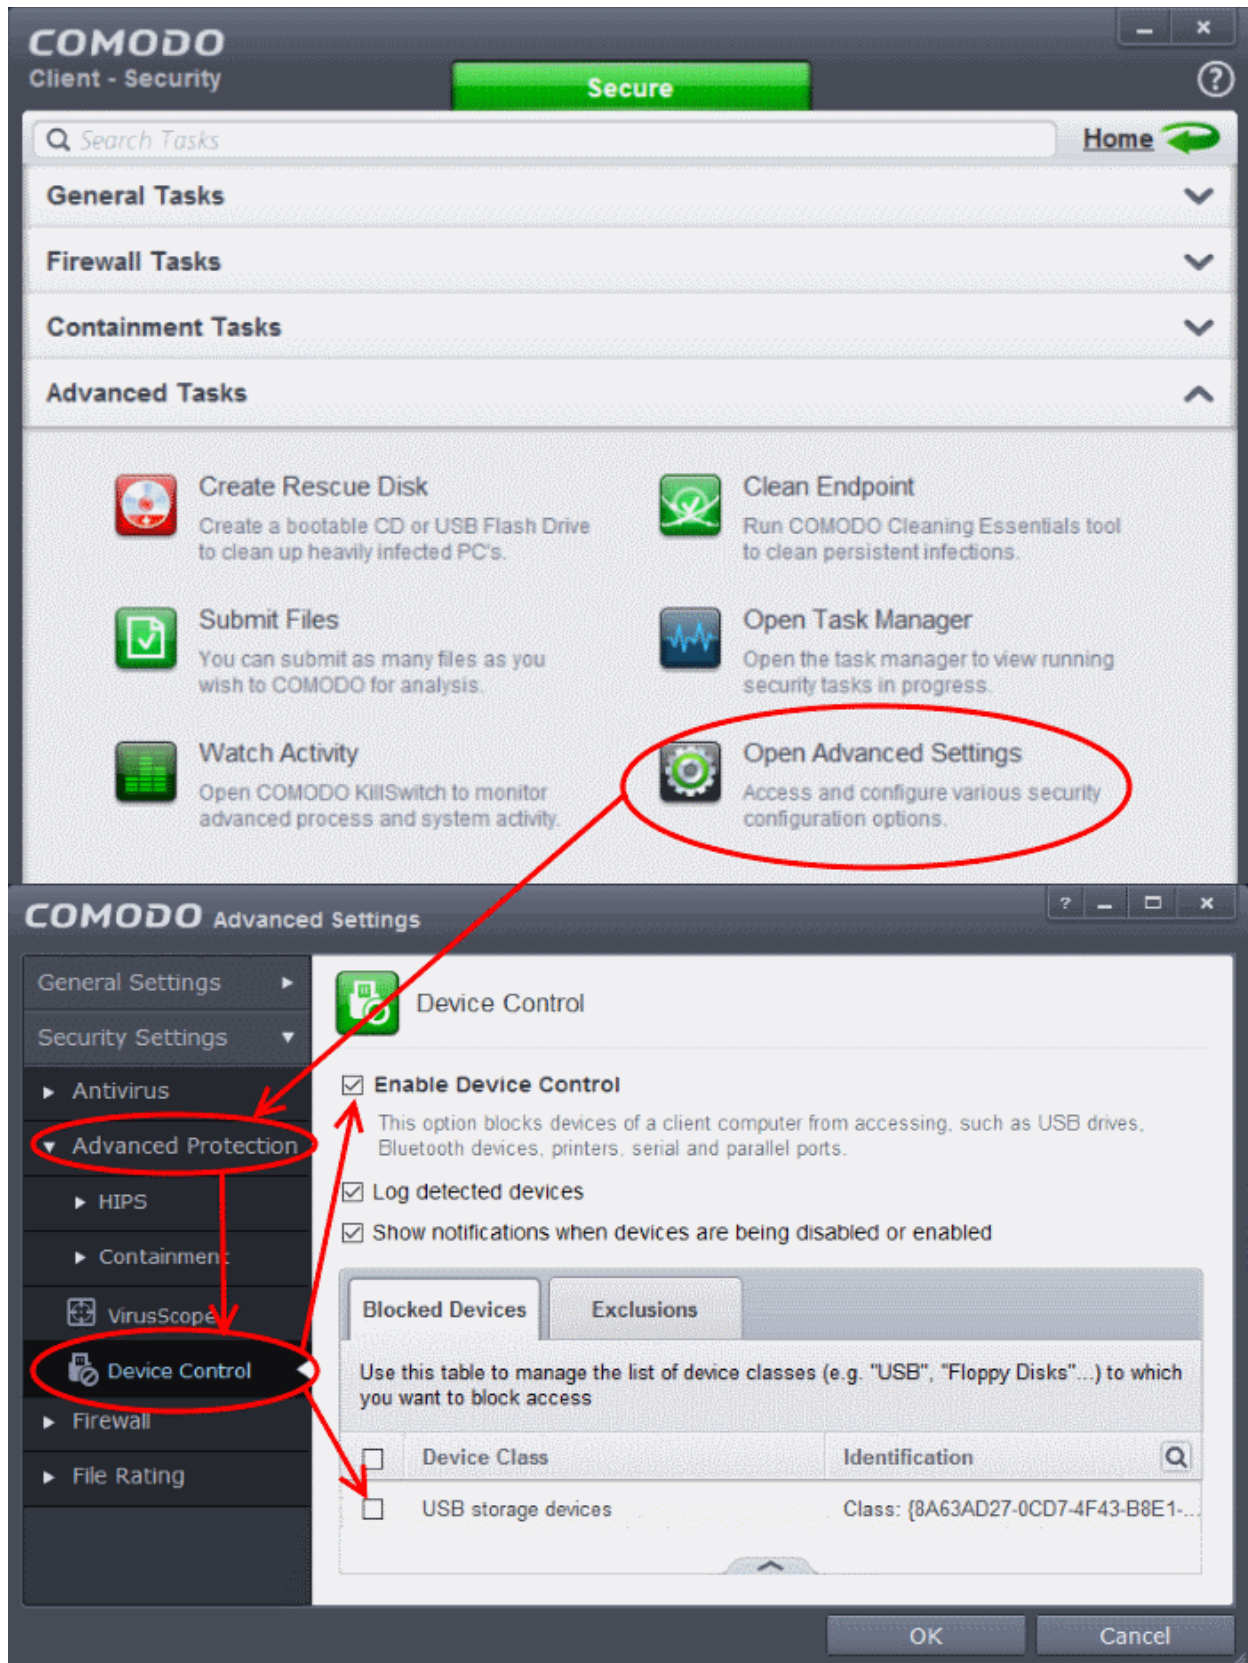 COMODO
Client - Security
Secure
?
Search Tasks
Home
General Tasks
Firewall Tasks
Containment Tasks
Advanced Tasks
Create Rescue Disk
Create a bootable CD or USB Flash Drive
to clean up heavily infected PC's.
Clean Endpoint
Run COMODO Cleaning Essentials tool
to clean persistent infections.
Submit Files
You can submit as many files as you
wish to COMODO for analysis.
Open Task Manager
Open the task manager to view running
security tasks in progress.
Watch Activity
Open COMODO KillSwitch to monitor
advanced process and system activity.
Open Advanced Settings
Access and configure various security
configuration options.
COMODO Advanced Settings
?
General Settings
Security Settings
Antivirus
Advanced Protection
HIPS
Containment
VirusScope
Device Control
Firewall
File Rating
Device Control
Enable Device Control
This option blocks devices of a client computer from accessing, such as USB drives,
Bluetooth devices, printers, serial and parallel ports.
Log detected devices
Show notifications when devices are being disabled or enabled
Blocked Devices Exclusions
Use this table to manage the list of device classes (e.g. "USB", "Floppy Disks"...) to which
you want to block access
Device Class Identification
USB storage devices Class: {8A63AD27-0CD7-4F43-B8E1-...
OK Cancel